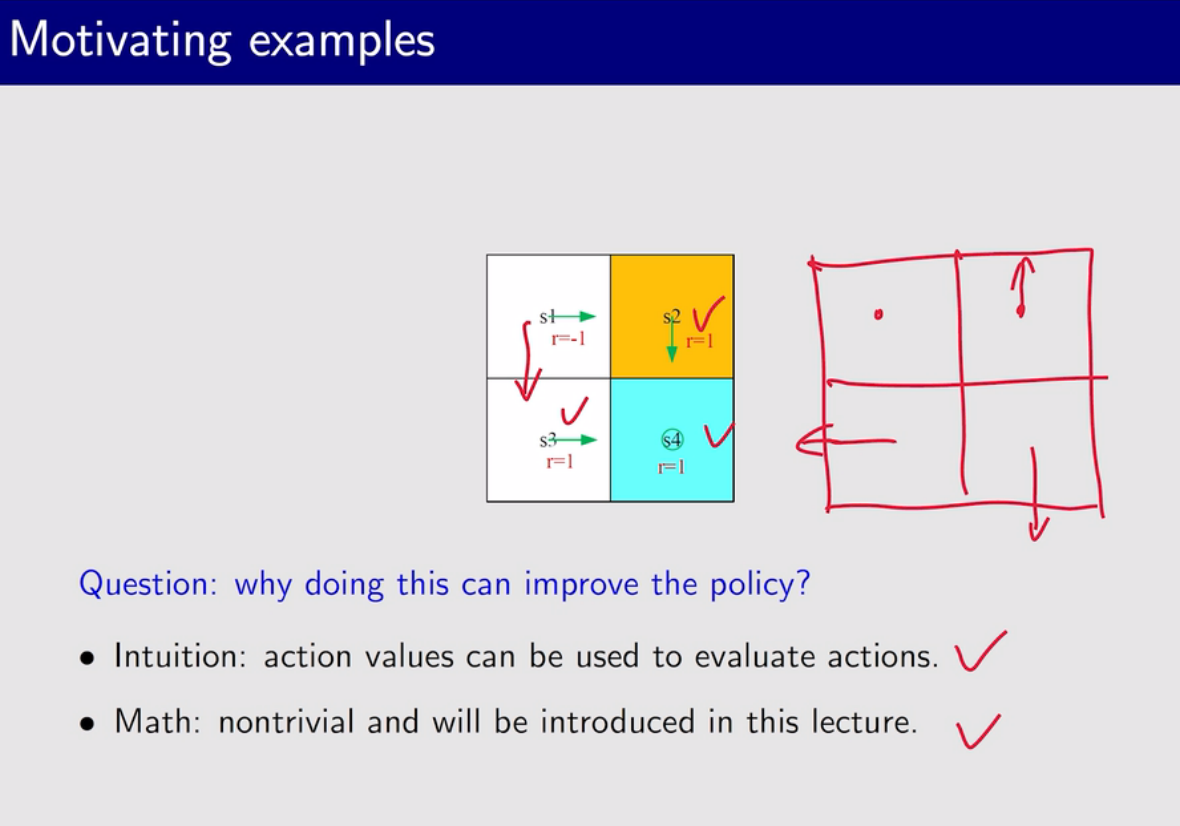 Motivating examples
s1
r=-1
s2
r=1
s3
r=1
s4
r=1
Question: why doing this can improve the policy?
• Intuition: action values can be used to evaluate actions.
• Math: nontrivial and will be introduced in this lecture.